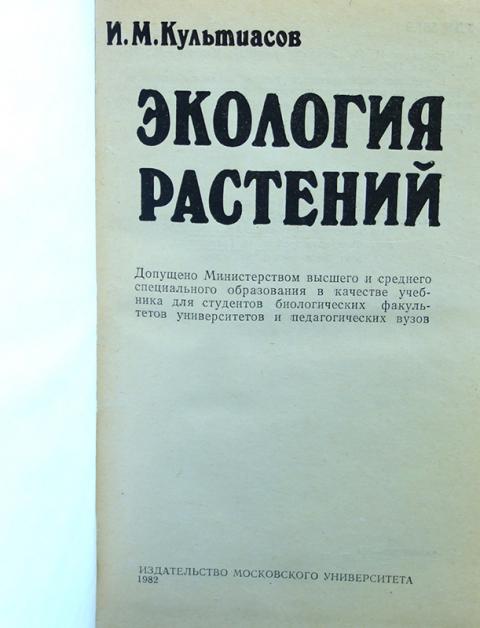 И. М. Культиасов
ЭКОЛОГИЯ
РАСТЕНИЙ
Допущено Министерством высшего и среднего
специального образования в качестве учеб-
ника для студентов биологических факуль-
тетов университетов и педагогических вузов
ИЗДАТЕЛЬСТВО МОСКОВСКОГО УНИВЕРСИТЕТА
1982